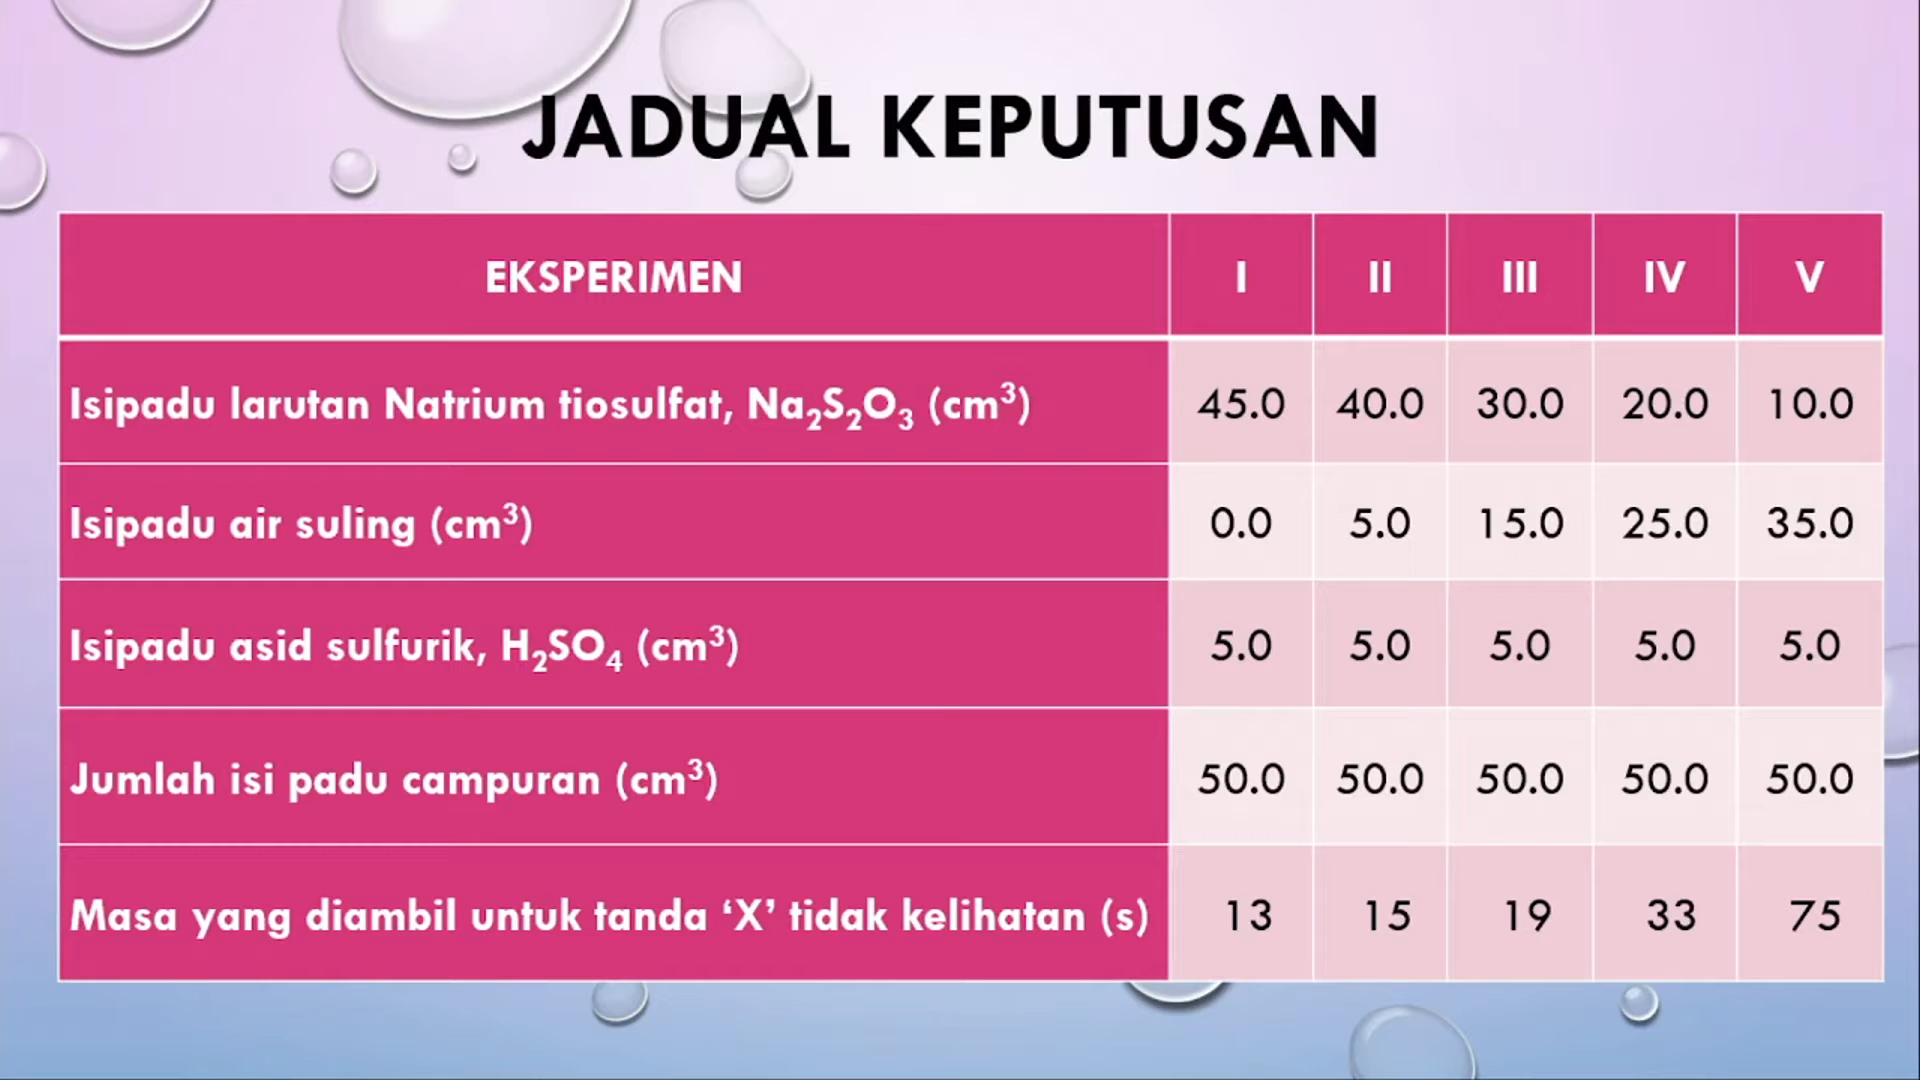 JADUAL KEPUTUSAN
EKSPERIMEN I II III IV V
Isipadu larutan Natrium tiosulfat, Na₂S₂O₃ (cm³) 45.0 40.0 30.0 20.0 10.0
Isipadu air suling (cm³) 0.0 5.0 15.0 25.0 35.0
Isipadu asid sulfurik, H₂SO₄ (cm³) 5.0 5.0 5.0 5.0 5.0
Jumlah isi padu campuran (cm³) 50.0 50.0 50.0 50.0 50.0
Masa yang diambil untuk tanda ‘X’ tidak kelihatan (s) 13 15 19 33 75